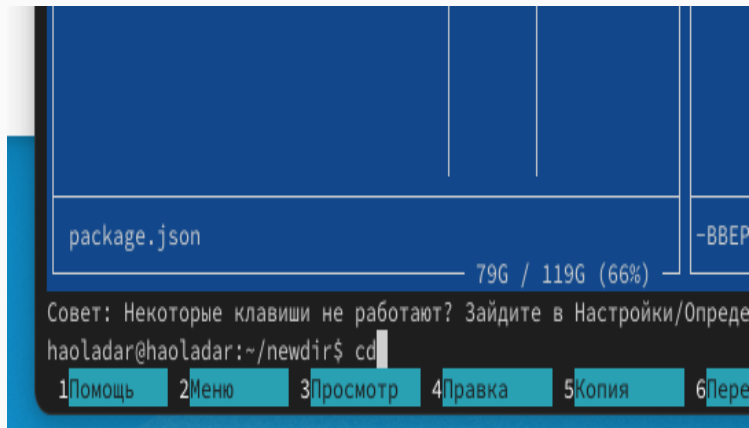 package.json
-ВВЕР
79G / 119G (66%)
Совет: Некоторые клавиши не работают? Зайдите в Настройки/Опреде
haoladar@haoladar:~/newdir$ cd
1Помощь 2Меню 3Просмотр 4Правка 5Копия 6Пере